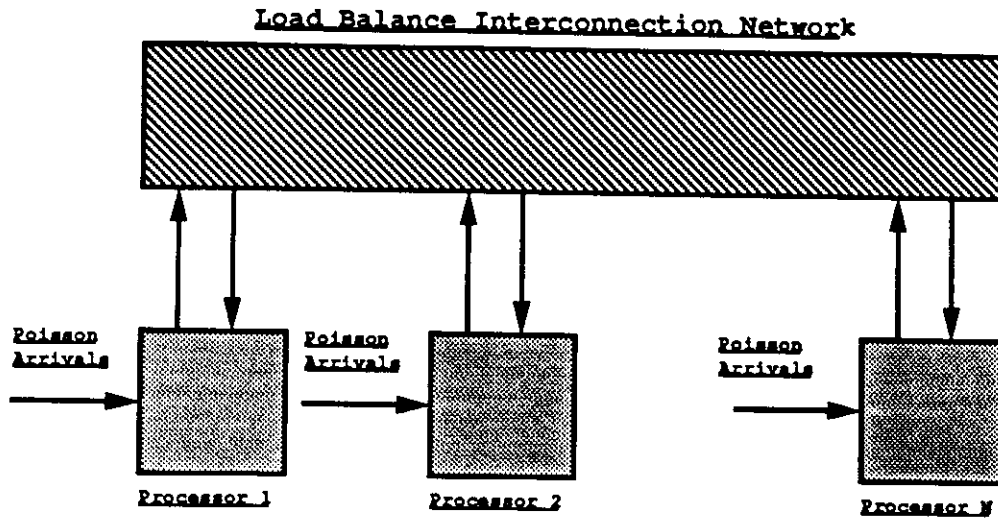 Load Balance Interconnection Network
Poisson
Arrivals
Poisson
Arrivals
Poisson
Arrivals
Processor 1
Processor 2
Processor N